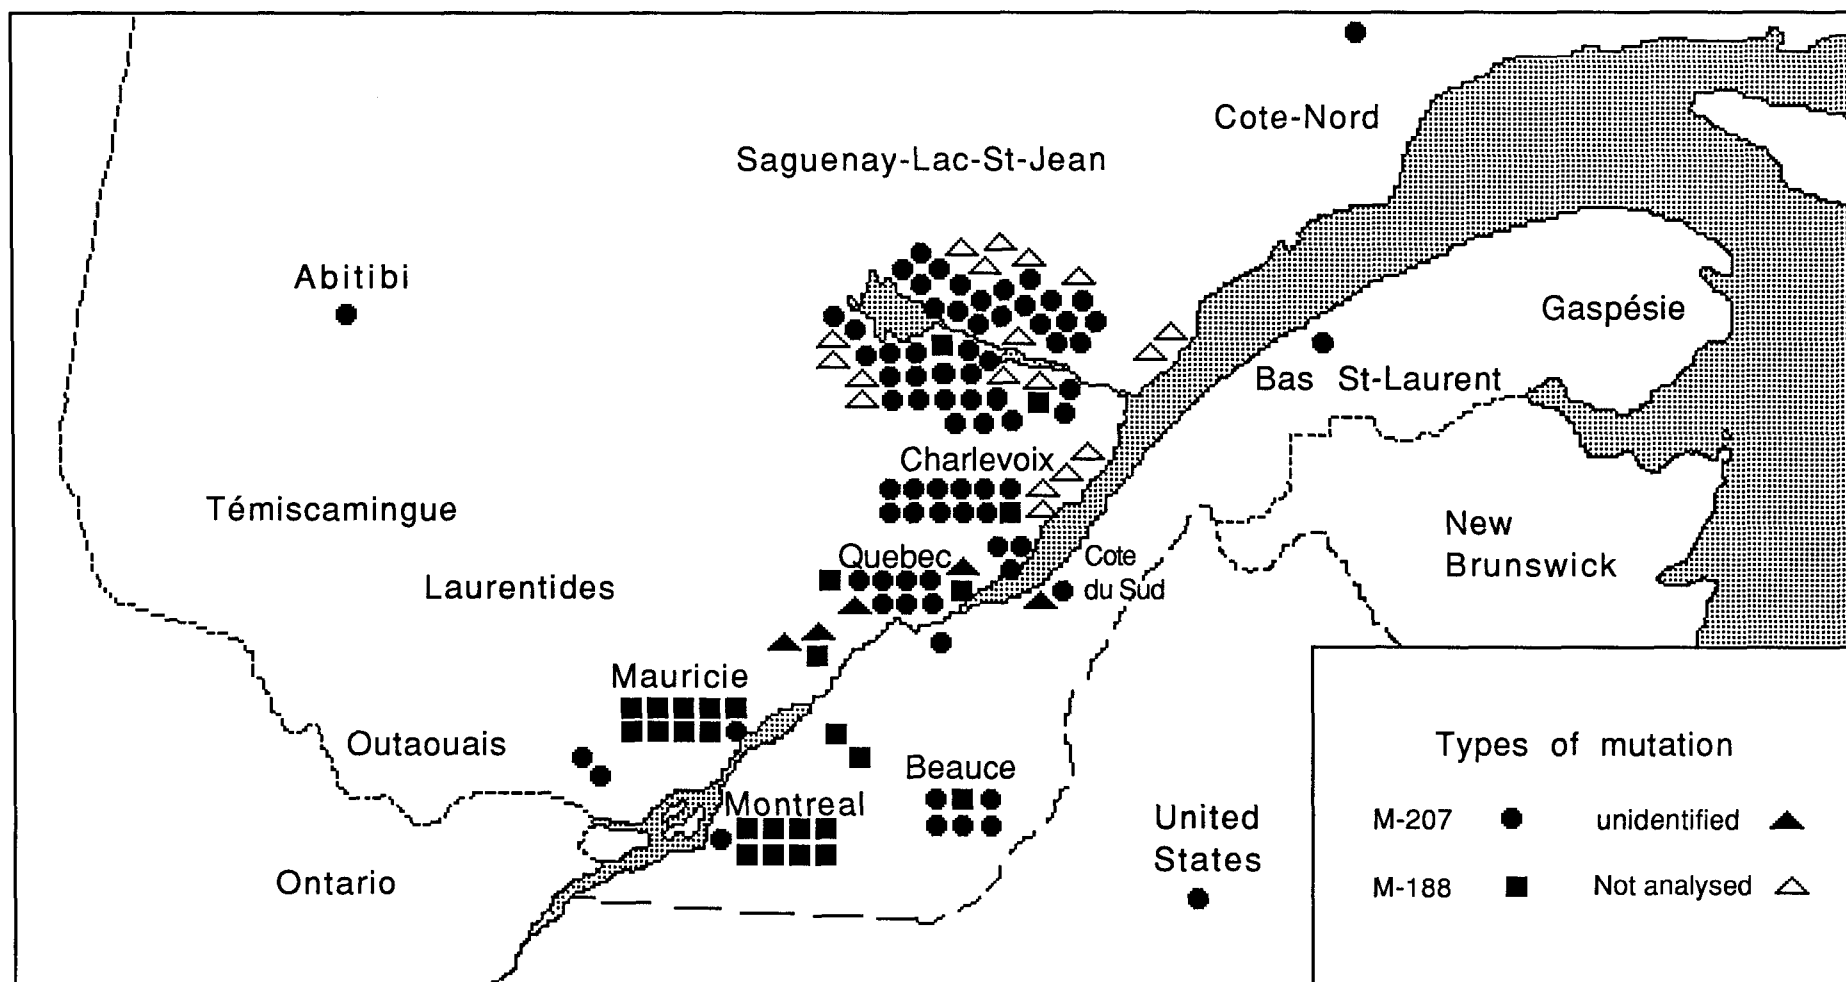 Cote-Nord
Saguenay-Lac-St-Jean
Abitibi
Gaspésie
Bas St-Laurent
Charlevoix
Témiscamingue
New
Brunswick
Quebec
Cote
du Sud
Laurentides
Mauricie
Outaouais
Beauce
Montreal
United
States
Ontario
Types of mutation
M-207
unidentified
M-188
Not analysed